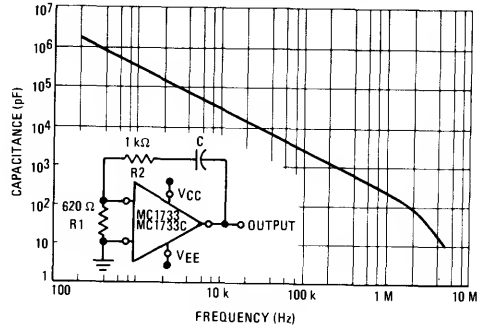 10⁶
10⁶
10⁵
10⁴
10³
10²
10
1
CAPACITANCE (pF)
1 kΩ
C
R2
620 Ω
R1
VCC
MC1733
MC1733C
OUTPUT
VEE
100
10 k
100 k
1 M
10 M
FREQUENCY (Hz)